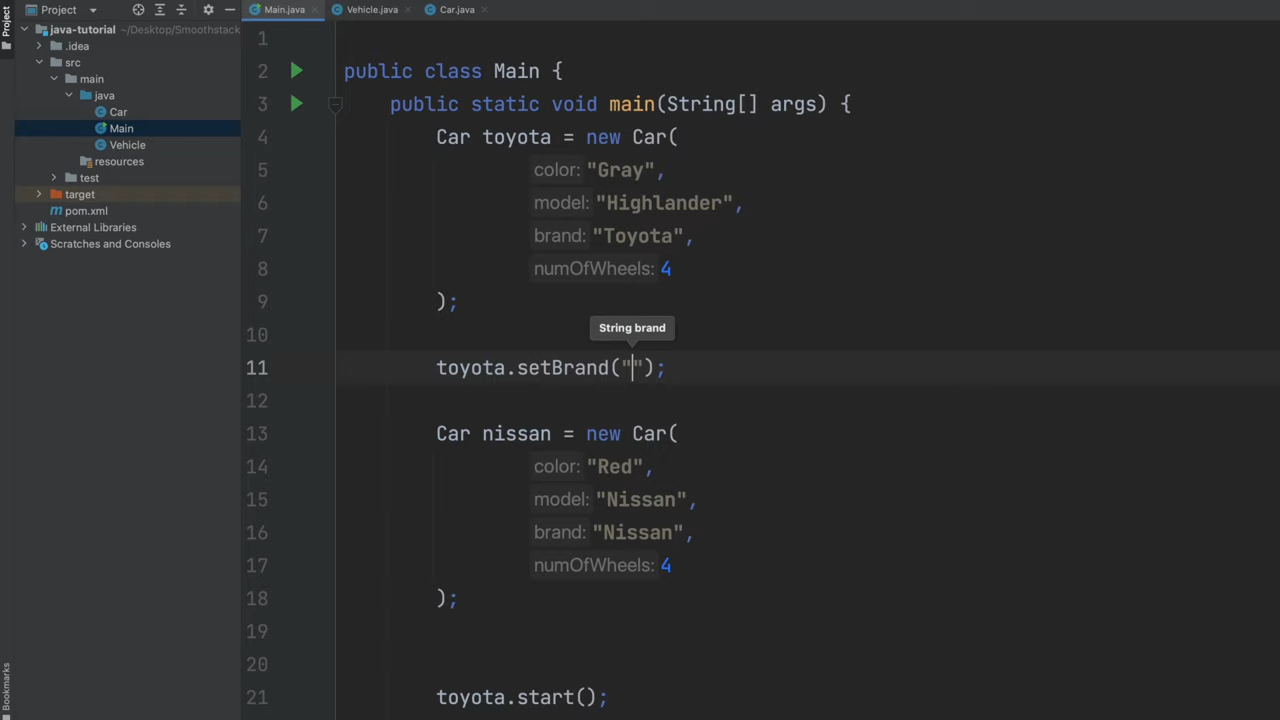 Project
Main.java
Vehicle.java
Car.java
Project
java-tutorial ~/Desktop/Smoothstack
.idea
src
main
java
Car
Main
Vehicle
resources
test
target
pom.xml
External Libraries
Scratches and Consoles
Bookmarks
1
2 public class Main {
3 public static void main(String[] args) {
4 Car toyota = new Car(
5 color: "Gray",
6 model: "Highlander",
7 brand: "Toyota",
8 numOfWheels: 4
9 );
10
String brand
11 toyota.setBrand("");
12
13 Car nissan = new Car(
14 color: "Red",
15 model: "Nissan",
16 brand: "Nissan",
17 numOfWheels: 4
18 );
19
20
21 toyota.start();